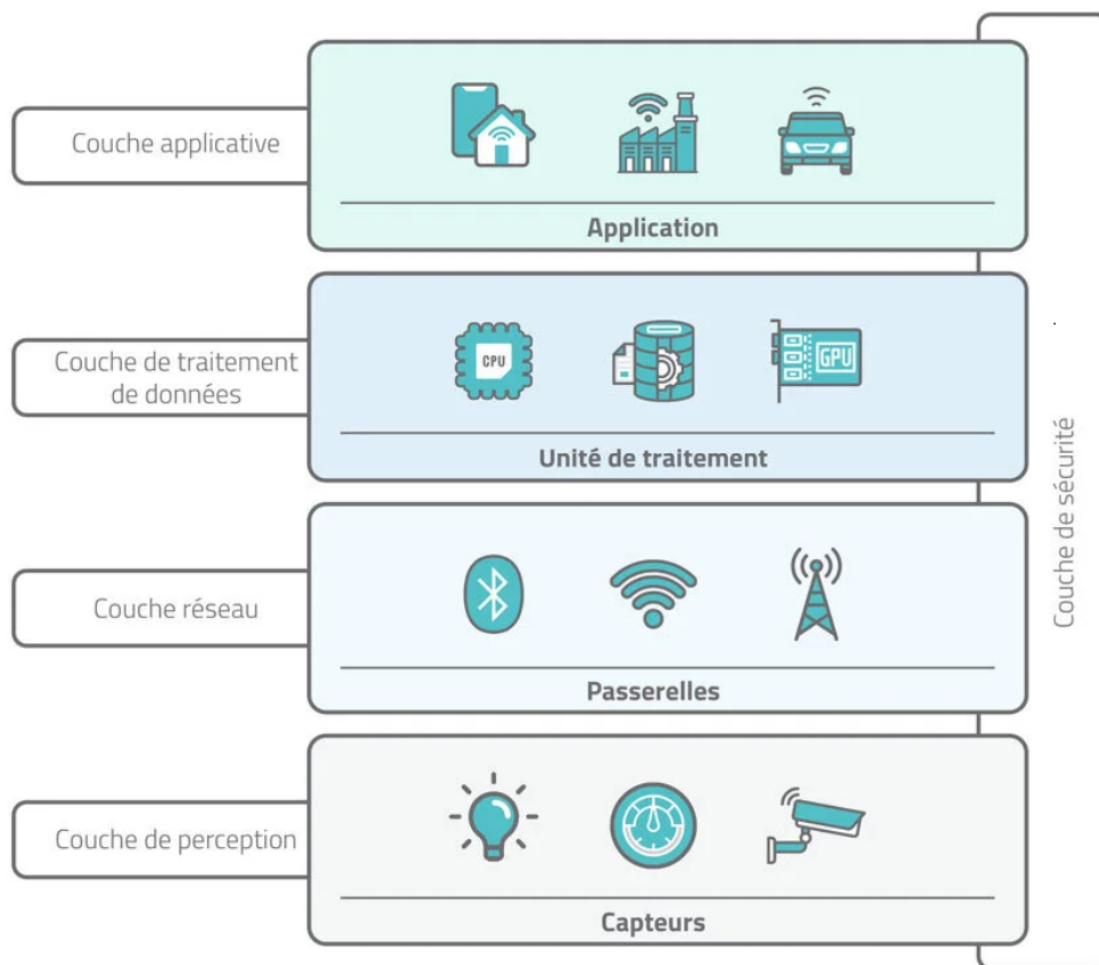 Couche applicative
Application
Couche de traitement
de données
CPU
GPU
Unité de traitement
Couche réseau
Passerelles
Couche de perception
Capteurs
Couche de sécurité